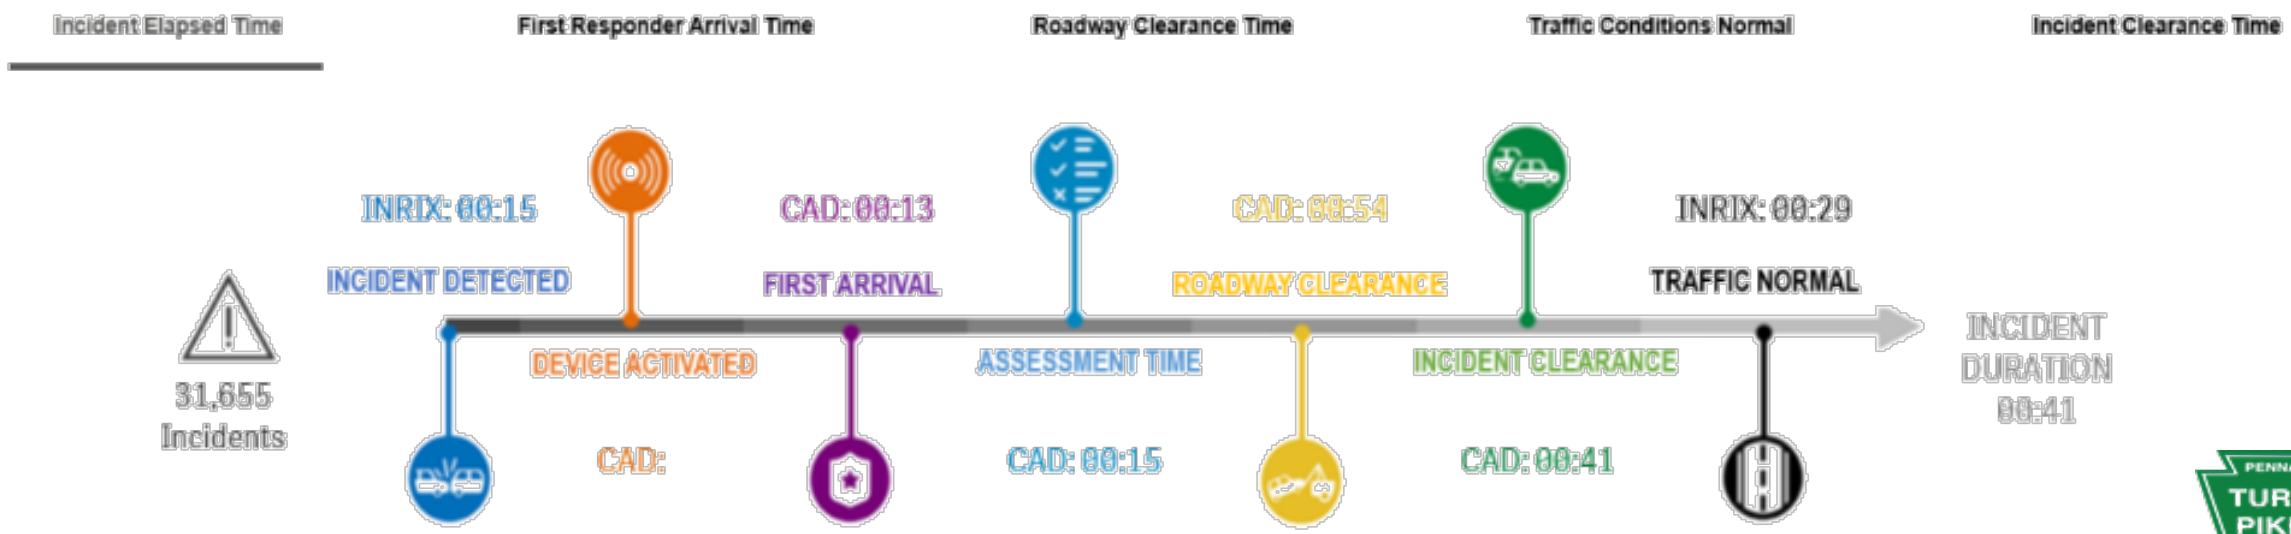 Incident Elapsed Time
First Responder Arrival Time
Roadway Clearance Time
Traffic Conditions Normal
Incident Clearance Time
INRIX: 00:15
CAD: 00:13
CAD: 00:54
INRIX: 00:29
INCIDENT DETECTED
FIRST ARRIVAL
ROADWAY CLEARANCE
TRAFFIC NORMAL
DEVICE ACTIVATED
ASSESSMENT TIME
INCIDENT CLEARANCE
INCIDENT
DURATION
00:41
31,655
Incidents
CAD:
CAD: 00:15
CAD: 00:41
PENNA
TUR
PIK